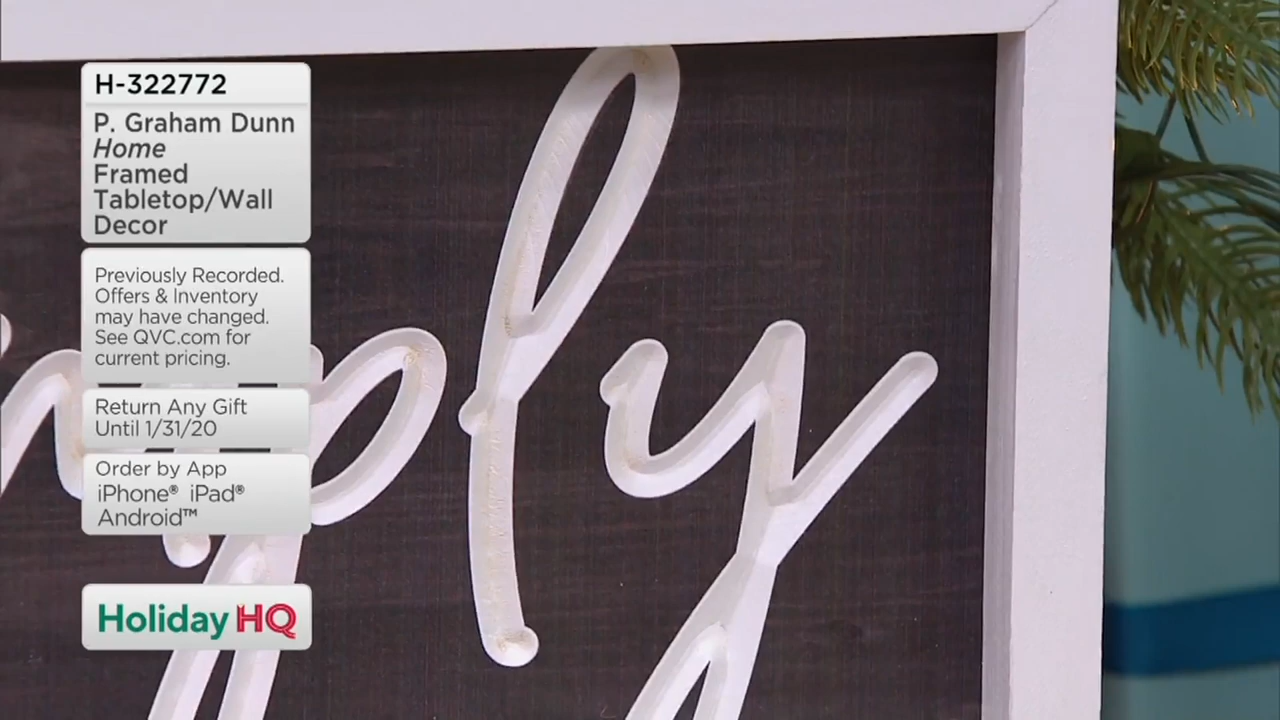 H-322772
P. Graham Dunn
Home
Framed
Tabletop/Wall
Decor
Previously Recorded.
Offers & Inventory
may have changed.
See QVC.com for
current pricing.
Return Any Gift
Until 1/31/20
Order by App
iPhone® iPad®
Android™
Holiday HQ
mply